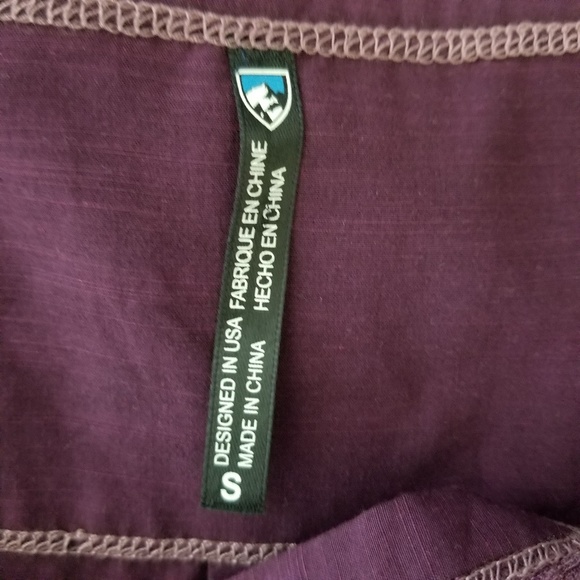 S
DESIGNED IN USA FABRIQUE EN CHINE
MADE IN CHINA HECHO EN CHINA